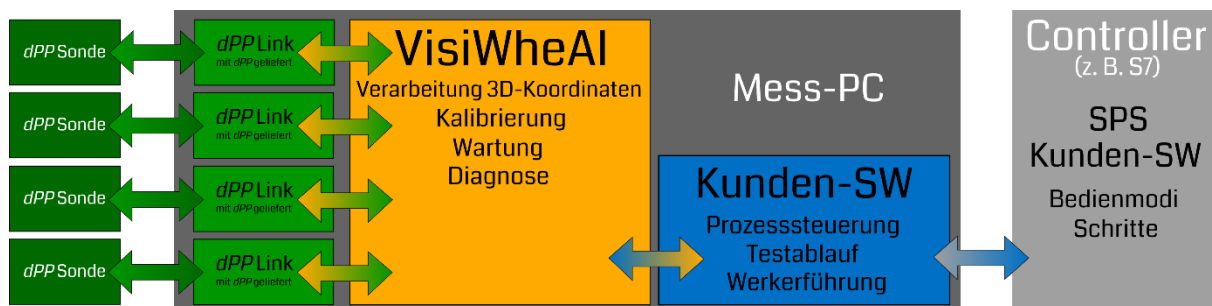 dPP Sonde
dPP Sonde
dPP Sonde
dPP Sonde
dPP Link
mit dPP geliefert
dPP Link
mit dPP geliefert
dPP Link
mit dPP geliefert
dPP Link
mit dPP geliefert
VisiWheAl
Verarbeitung 3D-Koordinaten
Kalibrierung
Wartung
Diagnose
Mess-PC
Kunden-SW
Prozesssteuerung
Testablauf
Werkerführung
Controller
(z. B. S7)
SPS
Kunden-SW
Bedienmodi
Schritte